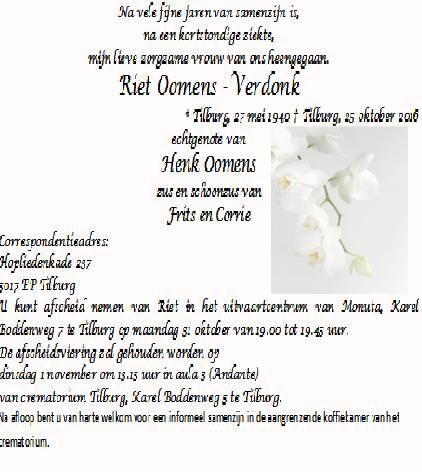 Na vele fijne jaren van samenzijn is,
na een kortstondige ziekte,
mijn lieve zorgzame vrouw van ons heengegaan.
Riet Oomens - Verdonk
* Tilburg, 27 mei 1940 † Tilburg, 25 oktober 2016
echtgenote van
Henk Oomens
zus en schoonzus van
Frits en Corrie
Correspondentieadres:
Hopliedenkade 237
5017 EP Tilburg
U kunt afscheid nemen van Riet in het uitvaartcentrum van Monuta, Karel
Boddenweg 7 te Tilburg op maandag 31 oktober van 19.00 tot 19.45 uur.
De afscheidsviering zal gehouden worden op
dinsdag 1 november om 13.15 uur in aula 3 (Andante)
van crematorium Tilburg, Karel Boddenweg 5 te Tilburg.
Na afloop bent u van harte welkom voor een informeel samenzijn in de aangrenzende koffiekamer van het
crematorium.